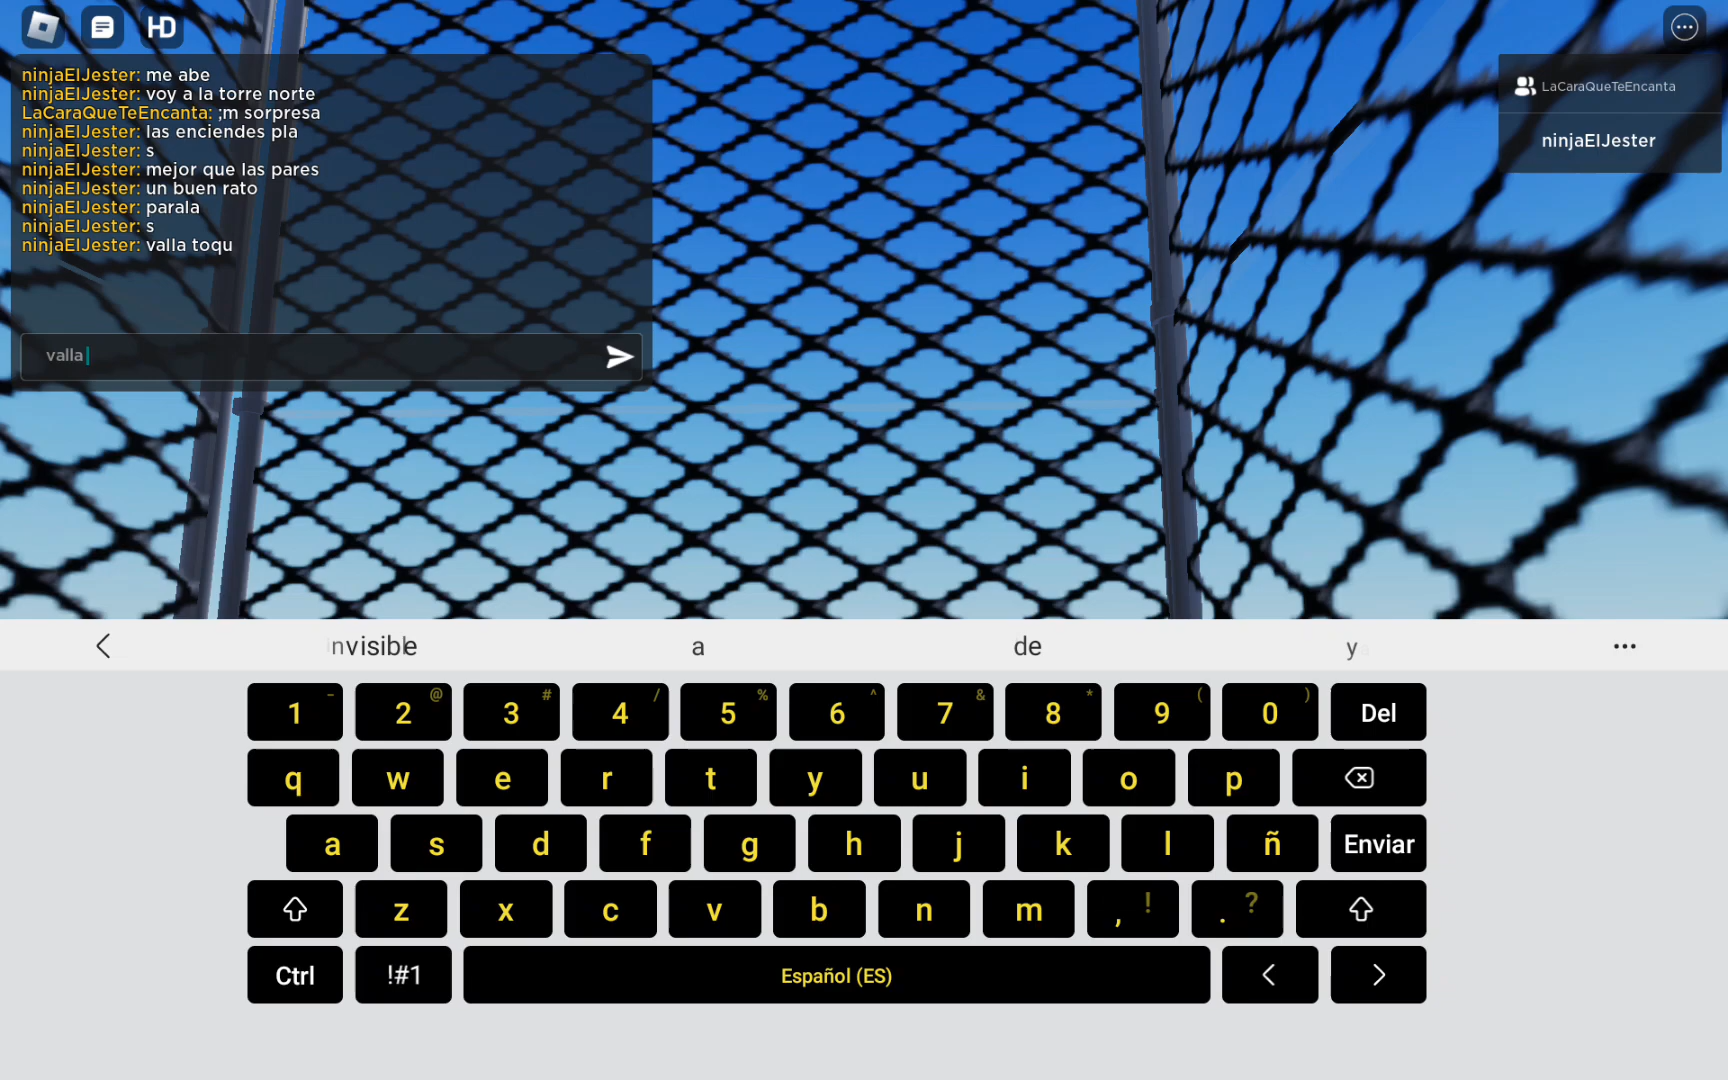 HD
ninjaElJester: me abe
ninjaElJester: voy a la torre norte
LaCaraQueTeEncanta: ;m sorpresa
ninjaElJester: las enciendes pla
ninjaElJester: s
ninjaElJester: mejor que las pares
ninjaElJester: un buen rato
ninjaElJester: parala
ninjaElJester: s
ninjaElJester: valla toqu
valla
LaCaraQueTeEncanta
ninjaElJester
invisible a de y
1 - 2 @ 3 # 4 / 5 % 6 ^ 7 & 8 * 9 ( 0 ) Del
q w e r t y u i o p
a s d f g h j k l ñ Enviar
z x c v b n m , ! . ?
Ctrl !#1 Español (ES) < >